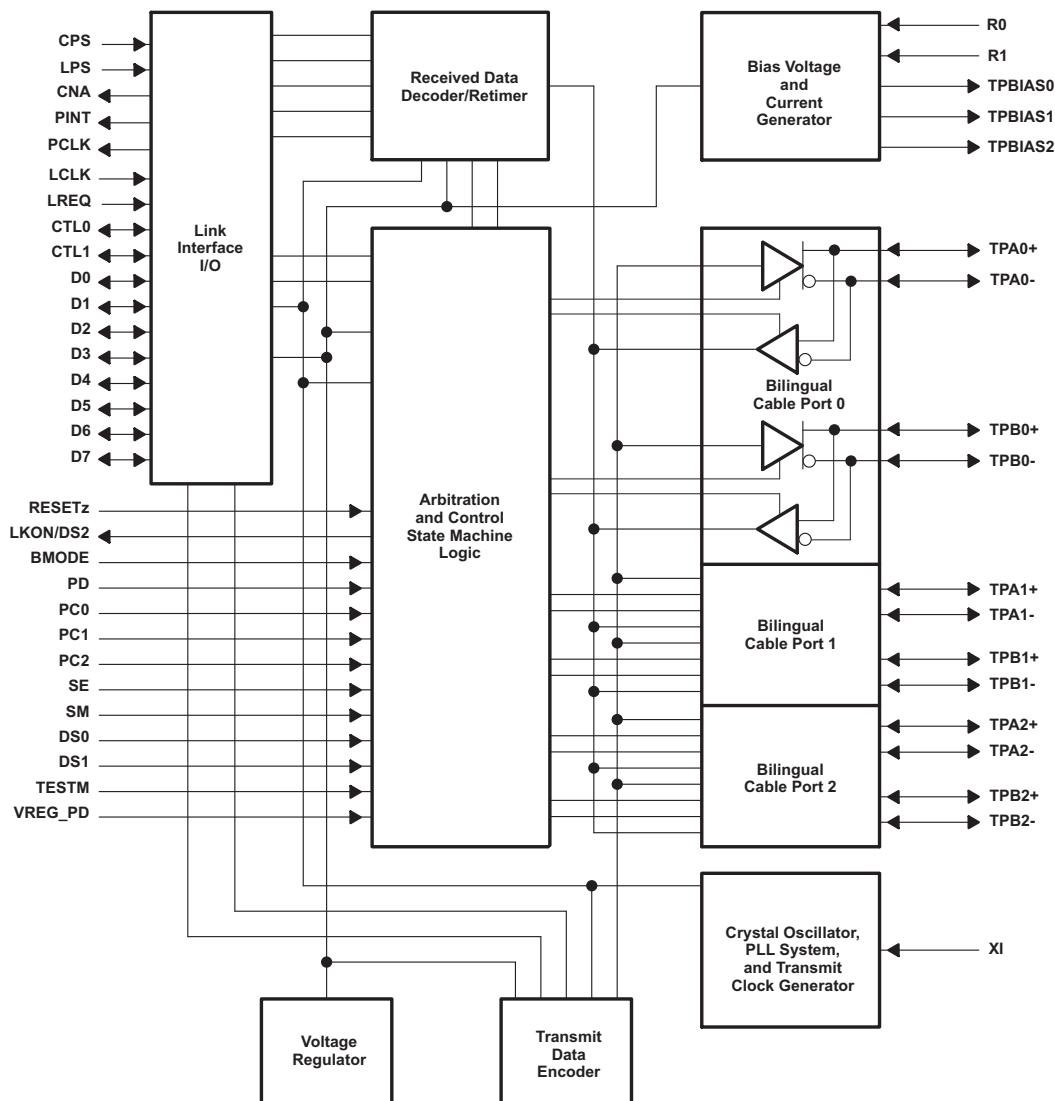 CPS
LPS
CNA
PINT
PCLK
LCLK
LREQ
CTL0
CTL1
D0
D1
D2
D3
D4
D5
D6
D7
RESETz
LKON/DS2
BMODE
PD
PC0
PC1
PC2
SE
SM
DS0
DS1
TESTM
VREG_PD
Link
Interface
I/O
Received Data
Decoder/Retimer
Arbitration
and Control
State Machine
Logic
Bias Voltage
and
Current
Generator
Bilingual
Cable Port 0
Bilingual
Cable Port 1
Bilingual
Cable Port 2
Crystal Oscillator,
PLL System,
and Transmit
Clock Generator
Voltage
Regulator
Transmit
Data
Encoder
R0
R1
TPBIAS0
TPBIAS1
TPBIAS2
TPA0+
TPA0-
TPB0+
TPB0-
TPA1+
TPA1-
TPB1+
TPB1-
TPA2+
TPA2-
TPB2+
TPB2-
XI